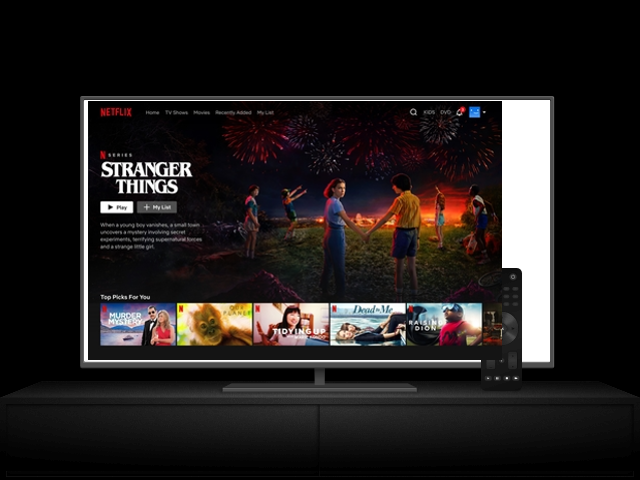 NETFLIX
Home TV Shows Movies Recently Added My List
KIDS DVD
N SERIES
STRANGER
THINGS
Play
My List
When a young boy vanishes, a small town
uncovers a mystery involving secret
experiments, terrifying supernatural forces
and a strange little girl.
Top Picks For You
MURDER
MYSTERY
OUR
PLANET
TIDYING UP
Dead to Me
RAISING
DION